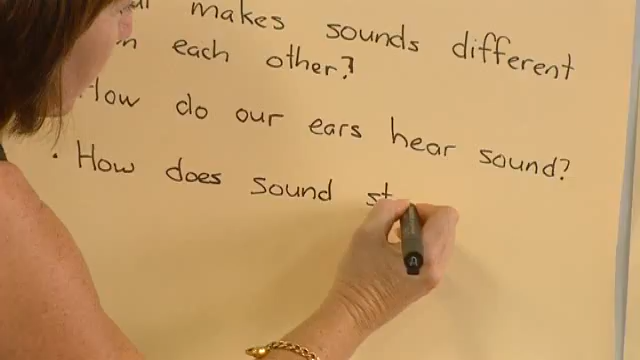 makes sounds different
each other?
How do our ears hear sound?
• How does sound st